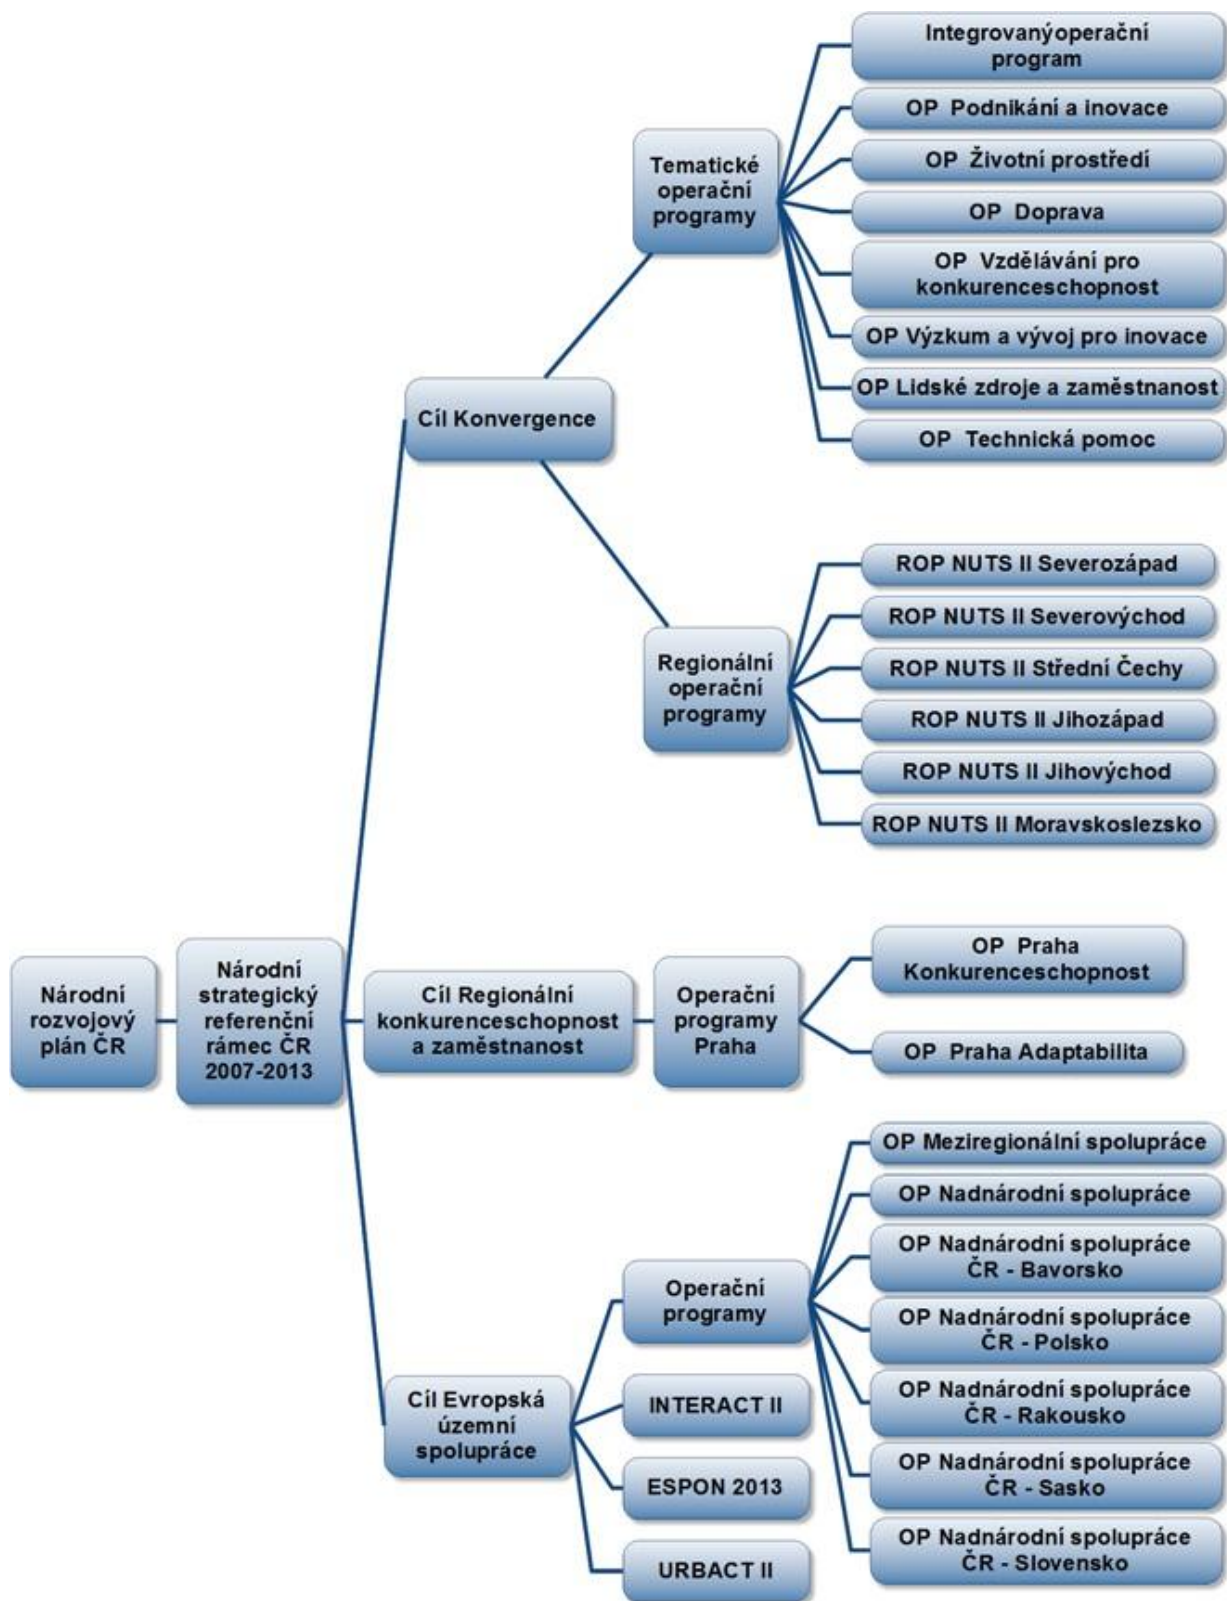 Integrovanýoperační
program
OP Podnikání a inovace
OP Životní prostředí
OP Doprava
OP Vzdělávání pro
konkurenceschopnost
OP Výzkum a vývoj pro inovace
OP Lidské zdroje a zaměstnanost
OP Technická pomoc
Tematické
operační
programy
Cíl Konvergence
ROP NUTS II Severozápad
ROP NUTS II Severovýchod
ROP NUTS II Střední Čechy
ROP NUTS II Jihozápad
ROP NUTS II Jihovýchod
ROP NUTS II Moravskoslezsko
Regionální
operační
programy
Národní
rozvojový
plán ČR
Národní
strategický
referenční
rámec ČR
2007-2013
Cíl Regionální
konkurenceschopnost
a zaměstnanost
Operační
programy
Praha
OP Praha
Konkurenceschopnost
OP Praha Adaptabilita
OP Meziregionální spolupráce
OP Nadnárodní spolupráce
OP Nadnárodní spolupráce
ČR - Bavorsko
OP Nadnárodní spolupráce
ČR - Polsko
OP Nadnárodní spolupráce
ČR - Rakousko
OP Nadnárodní spolupráce
ČR - Sasko
OP Nadnárodní spolupráce
ČR - Slovensko
Operační
programy
Cíl Evropská
územní
spolupráce
INTERACT II
ESPON 2013
URBACT II